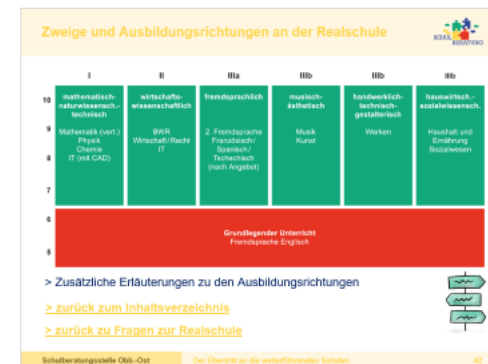 Zweige und Ausbildungsrichtungen an der Realschule
SCHUL
BERATUNG
I
II
IIIa
IIIb
IIIb
IIIb
10
9
8
7
mathematisch-
naturwissensch.-
technisch
Mathematik (vert.)
Physik
Chemie
IT (mit CAD)
wirtschafts-
wissenschaftlich
BWR
Wirtschaft/Recht
IT
fremdsprachlich
2. Fremdsprache
Französisch/
Spanisch/
Tschechisch
(nach Angebot)
musisch-
ästhetisch
Musik
Kunst
handwerklich-
technisch-
gestalterisch
Werken
hauswirtsch.-
sozialwissensch.
Haushalt und
Ernährung
Sozialwesen
6
5
Grundlegender Unterricht
Fremdsprache Englisch
> Zusätzliche Erläuterungen zu den Ausbildungsrichtungen
> zurück zum Inhaltsverzeichnis
> zurück zu Fragen zur Realschule
Schulberatungsstelle Obb.-Ost
Der Übertritt an die weiterführenden Schulen
42